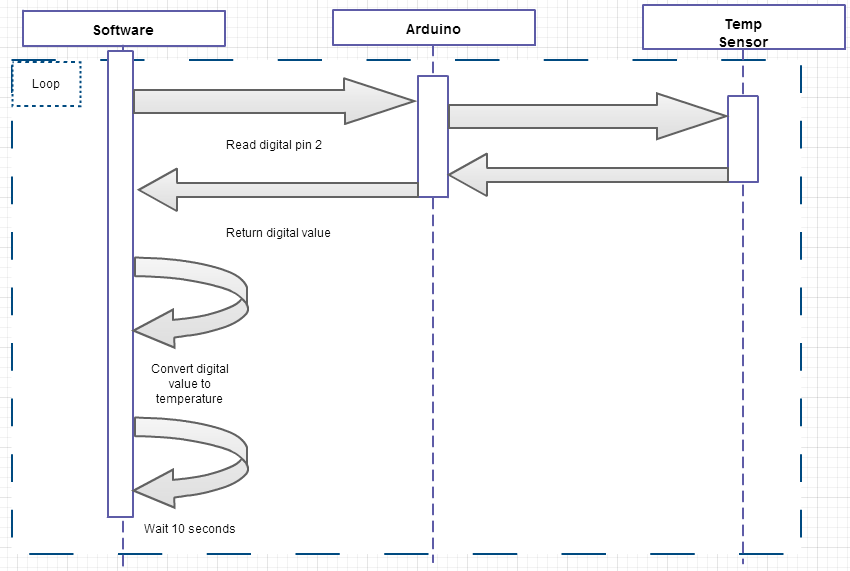 Software
Arduino
Temp
Sensor
Loop
Read digital pin 2
Return digital value
Convert digital
value to
temperature
Wait 10 seconds